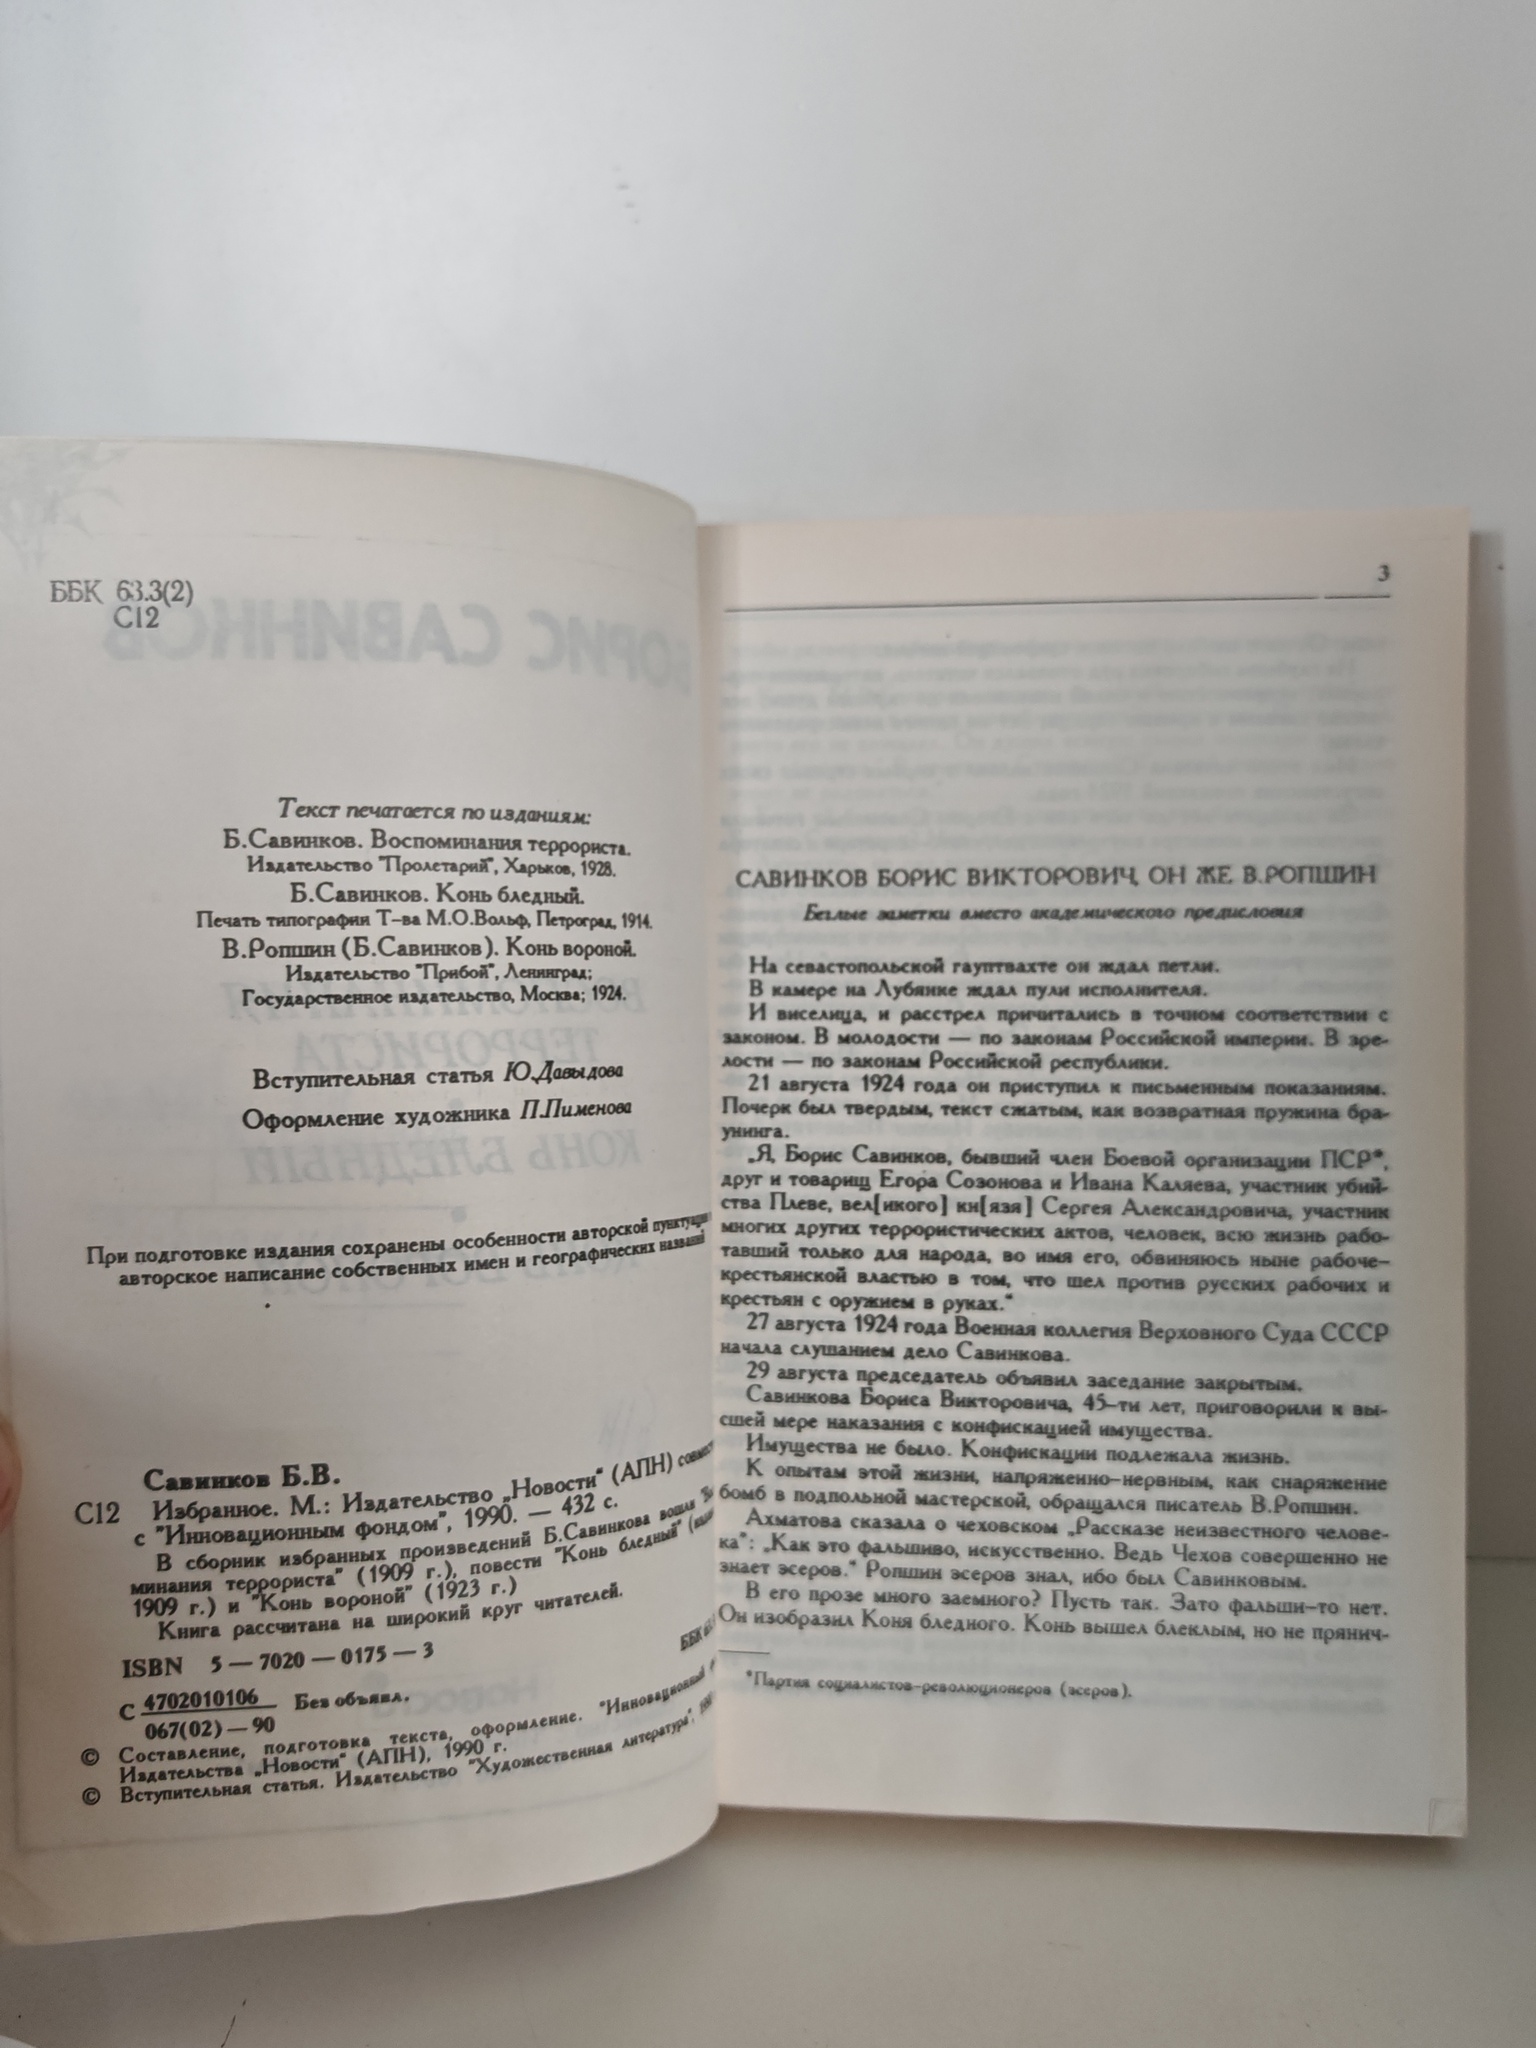 ББК 63.3(2)
С12
Текст печатается по изданиям:
Б.Савинков. Воспоминания террориста.
Издательство "Пролетарий", Харьков, 1928.
Б.Савинков. Конь бледный.
Печать типографии Т-ва М.О.Вольф, Петроград, 1914.
В.Ропшин (Б.Савинков). Конь вороной.
Издательство "Прибой", Ленинград;
Государственное издательство, Москва; 1924.
Вступительная статья Ю.Давыдова
Оформление художника П.Пименова
При подготовке издания сохранены особенности авторской пунктуации
авторское написание собственных имен и географических названий
Савинков Б.В.
С12 Избранное. М.: Издательство „Новости" (АПН)
с "Инновационным фондом", 1990. — 432 с.
В сборник избранных произведений Б.Савинкова вошли
минания террориста" (1909 г.), повести "Конь бледный"
1909 г.) и "Конь вороной" (1923 г.)
Книга рассчитана на широкий круг читателей.
ББК
ISBN 5 — 7020 — 0175 — 3
С 4702010106 Без объявл.
067(02) — 90
© Составление, подготовка текста, оформление. "Инновационный
Издательства „Новости" (АПН), 1990 г.
© Вступительная статья. Издательство "Художественная литература",
3
САВИНКОВ БОРИС ВИКТОРОВИЧ, ОН ЖЕ В.РОПШИН
Беглые заметки вместо академического предисловия
На севастопольской гауптвахте он ждал петли.
В камере на Лубянке ждал пули исполнителя.
И виселица, и расстрел причитались в точном соответствии с
законом. В молодости — по законам Российской империи. В зре-
лости — по законам Российской республики.
21 августа 1924 года он приступил к письменным показаниям.
Почерк был твердым, текст сжатым, как возвратная пружина бра-
унинга.
„Я, Борис Савинков, бывший член Боевой организации ПСР*,
друг и товарищ Егора Созонова и Ивана Каляева, участник убий-
ства Плеве, вел[икого] кн[язя] Сергея Александровича, участник
многих других террористических актов, человек, всю жизнь рабо-
тавший только для народа, во имя его, обвиняюсь ныне рабоче-
крестьянской властью в том, что шел против русских рабочих и
крестьян с оружием в руках."
27 августа 1924 года Военная коллегия Верховного Суда СССР
начала слушанием дело Савинкова.
29 августа председатель объявил заседание закрытым.
Савинкова Бориса Викторовича, 45-ти лет, приговорили к вы-
сшей мере наказания с конфискацией имущества.
Имущества не было. Конфискации подлежала жизнь.
К опытам этой жизни, напряженно-нервным, как снаряжение
бомб в подпольной мастерской, обращался писатель В.Ропшин.
Ахматова сказала о чеховском „Рассказе неизвестного челове-
ка": „Как это фальшиво, искусственно. Ведь Чехов совершенно не
знает эсеров." Ропшин эсеров знал, ибо был Савинковым.
В его прозе много заемного? Пусть так. Зато фальши-то нет.
Он изобразил Коня бледного. Конь вышел блеклым, но не прянич-
*Партия социалистов-революционеров (эсеров).